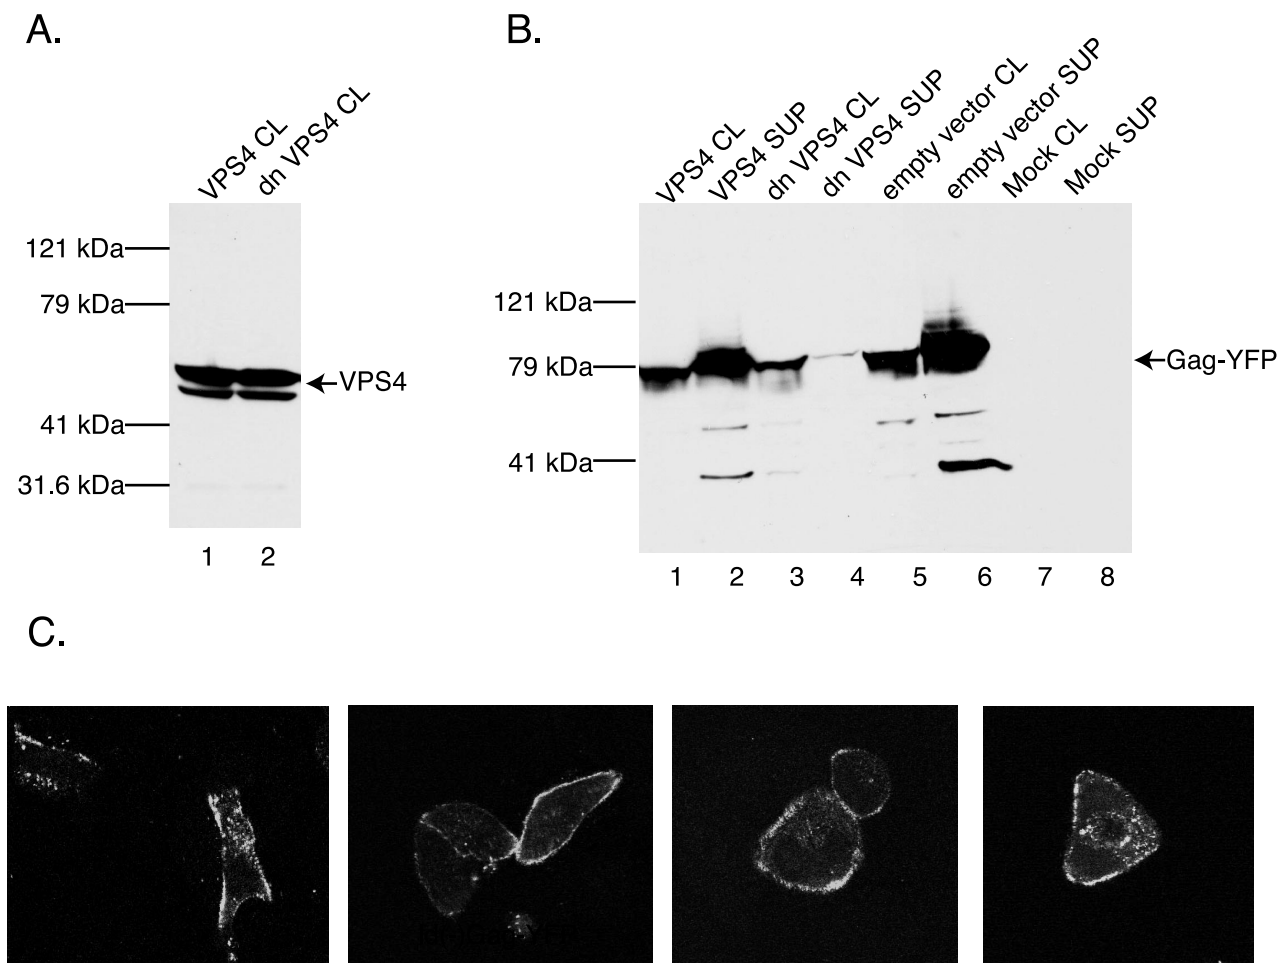 A.
VPS4 CL
dn VPS4 CL
121 kDa
79 kDa
VPS4
41 kDa
31.6 kDa
1 2
B.
VPS4 CL
VPS4 SUP
dn VPS4 CL
dn VPS4 SUP
empty vector CL
empty vector SUP
Mock CL
Mock SUP
121 kDa
79 kDa
Gag-YFP
41 kDa
1 2 3 4 5 6 7 8
C.